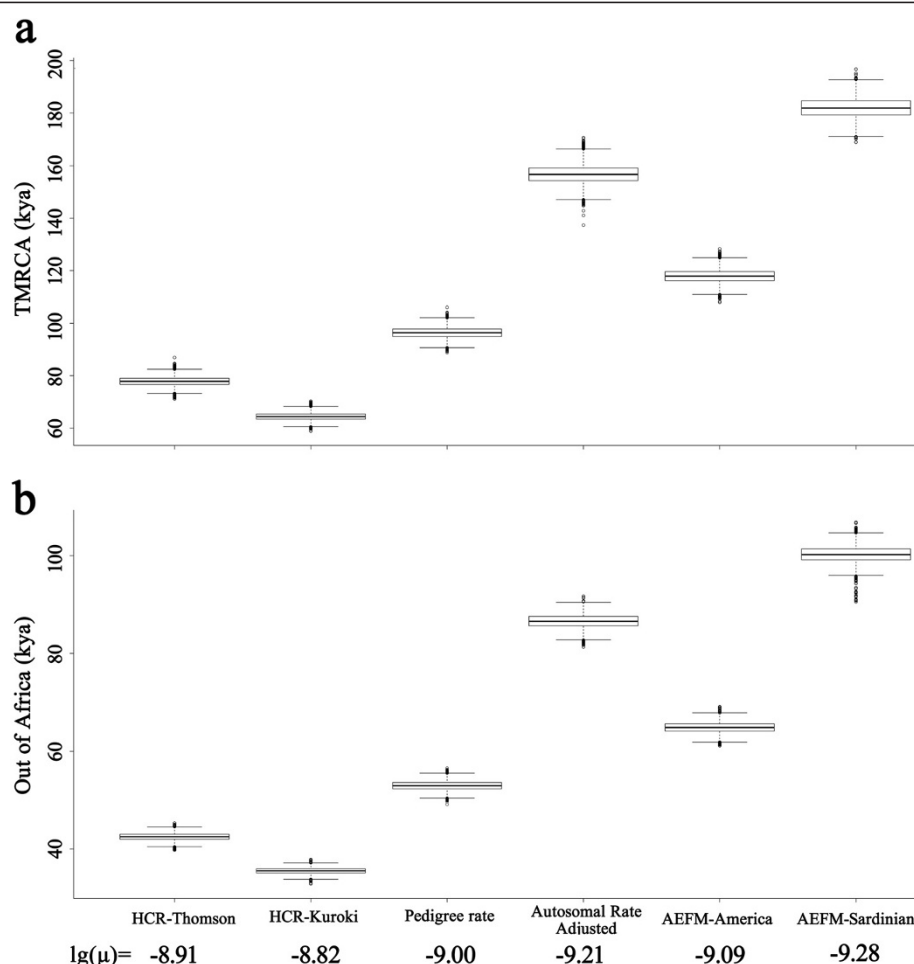 a
200
180
160
140
120
100
80
60
TMRCA (kya)
b
100
80
60
40
Out of Africa (kya)
HCR-Thomson HCR-Kuroki Pedigree rate Autosomal Rate Adjusted AEFM-America AEFM-Sardinian
lg(μ)= -8.91 -8.82 -9.00 -9.21 -9.09 -9.28